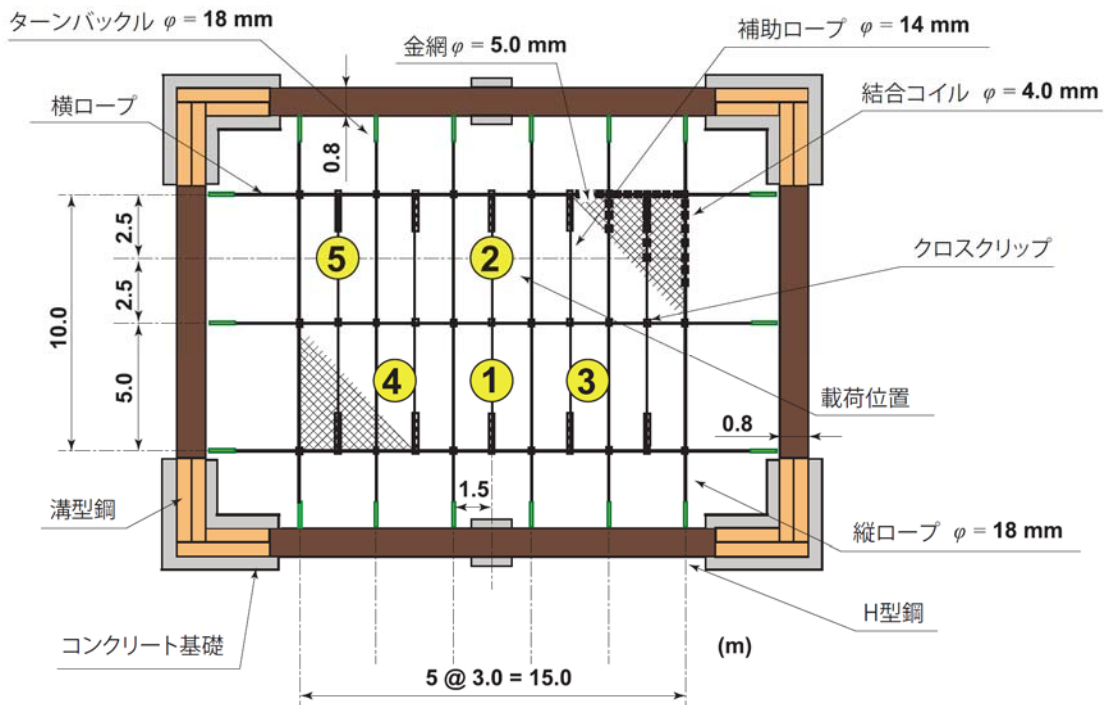 ターンバックル φ = 18 mm
金網 φ = 5.0 mm
補助ロープ φ = 14 mm
横ロープ
結合コイル φ = 4.0 mm
0.8
2.5
2.5
10.0
5.0
5
2
クロスクリップ
4
1
3
載荷位置
0.8
1.5
溝型鋼
縦ロープ φ = 18 mm
H型鋼
コンクリート基礎
(m)
5 @ 3.0 = 15.0